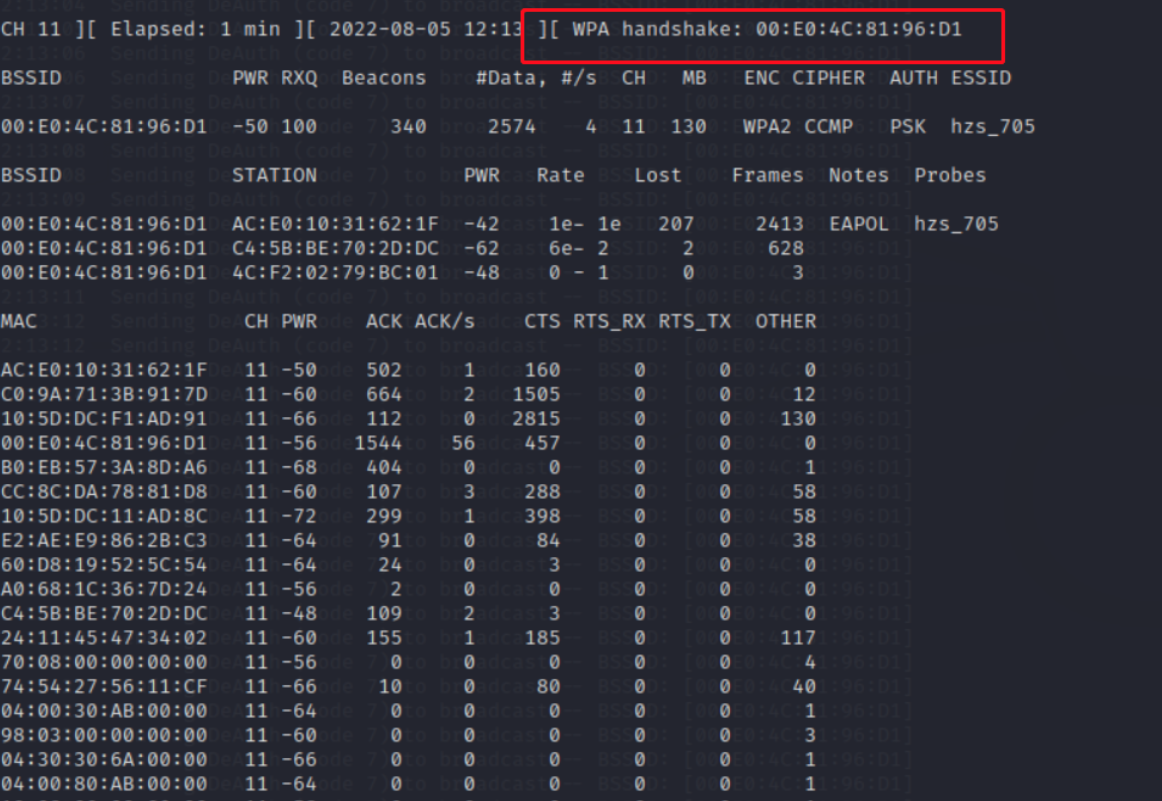 CH 11 ][ Elapsed: 1 min ][ 2022-08-05 12:13 ][ WPA handshake: 00:E0:4C:81:96:D1
BSSID PWR RXQ Beacons #Data, #/s CH MB ENC CIPHER AUTH ESSID
00:E0:4C:81:96:D1 -50 100 340 2574 4 11 130 WPA2 CCMP PSK hzs_705
BSSID STATION PWR Rate Lost Frames Notes Probes
00:E0:4C:81:96:D1 AC:E0:10:31:62:1F -42 1e- 1e 207 2413 EAPOL hzs_705
00:E0:4C:81:96:D1 C4:5B:BE:70:2D:DC -62 6e- 2 2 628
00:E0:4C:81:96:D1 4C:F2:02:79:BC:01 -48 0 - 1 0 3
MAC CH PWR ACK ACK/s CTS RTS_RX RTS_TX OTHER
AC:E0:10:31:62:1F 11 -50 502 1 160 0 0 0
C0:9A:71:3B:91:7D 11 -60 664 2 1505 0 0 12
10:5D:DC:F1:AD:91 11 -66 112 0 2815 0 0 130
00:E0:4C:81:96:D1 11 -56 1544 56 457 0 0 0
B0:EB:57:3A:8D:A6 11 -68 404 0 0 0 0 1
CC:8C:DA:78:81:D8 11 -60 107 3 288 0 0 58
10:5D:DC:11:AD:8C 11 -72 299 1 398 0 0 58
E2:AE:E9:86:2B:C3 11 -64 91 0 84 0 0 38
60:D8:19:52:5C:54 11 -64 24 0 3 0 0 0
A0:68:1C:36:7D:24 11 -56 2 0 0 0 0 0
C4:5B:BE:70:2D:DC 11 -48 109 2 3 0 0 0
24:11:45:47:34:02 11 -60 155 1 185 0 0 117
70:08:00:00:00:00 11 -56 0 0 0 0 0 4
74:54:27:56:11:CF 11 -66 10 0 80 0 0 40
04:00:30:AB:00:00 11 -64 0 0 0 0 0 1
98:03:00:00:00:00 11 -60 0 0 0 0 0 3
04:30:30:6A:00:00 11 -66 0 0 0 0 0 1
04:00:80:AB:00:00 11 -64 0 0 0 0 0 1